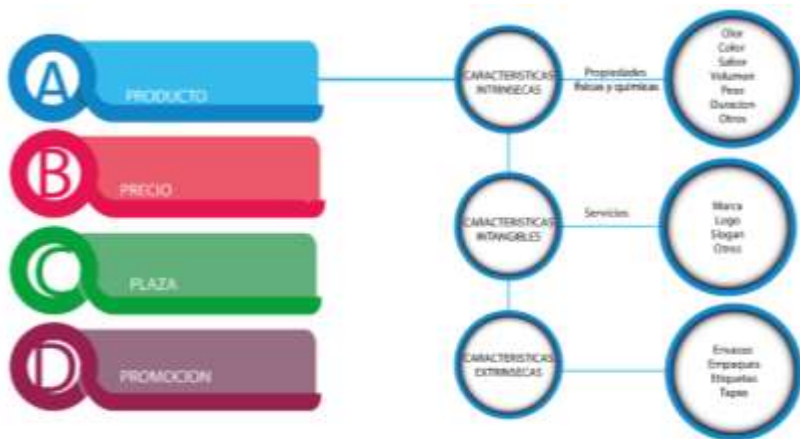 A
PRODUCTO
B
PRECIO
C
PLAZA
D
PROMOCION
CARACTERISTICAS
INTRINSECAS
Propiedades
físicas y químicas
Olor
Color
Sabor
Volumen
Peso
Duracion
Otros
CARACTERISTICAS
INTANGIBLES
Servicios
Marca
Logo
Slogan
Otros
CARACTERISTICAS
EXTRINSECAS
Envases
Empaques
Etiquetas
Tapas